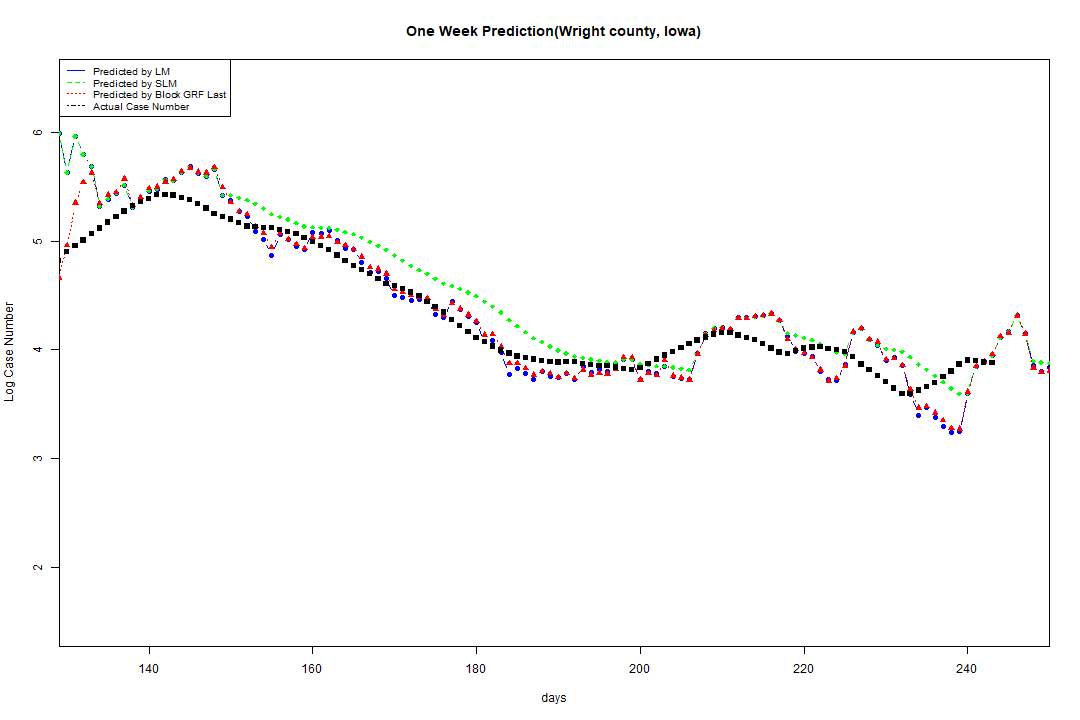 One Week Prediction(Wright county, Iowa)
Predicted by LM
Predicted by SLM
Predicted by Block GRF Last
Actual Case Number
6
5
4
3
2
Log Case Number
140 160 180 200 220 240
days